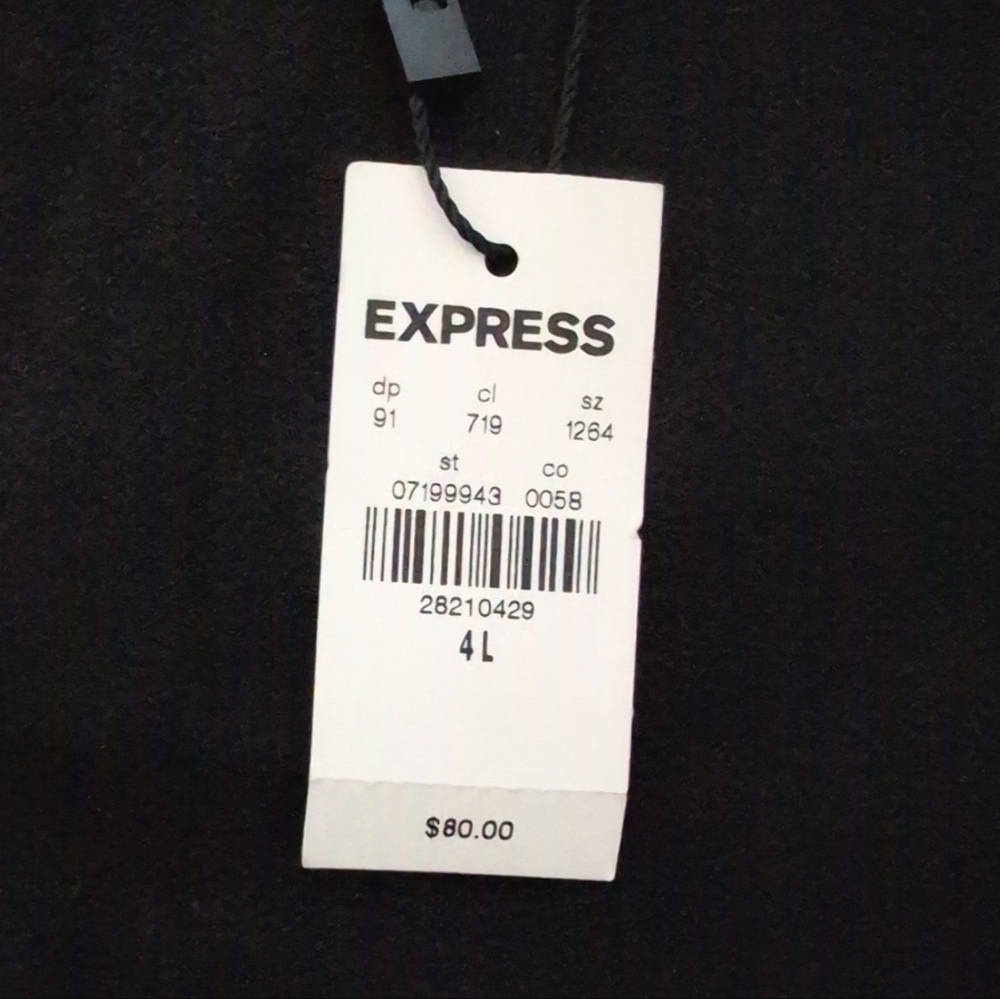 EXPRESS
dp cl sz
91 719 1264
st co
07199943 0058
28210429
4 L
$80.00